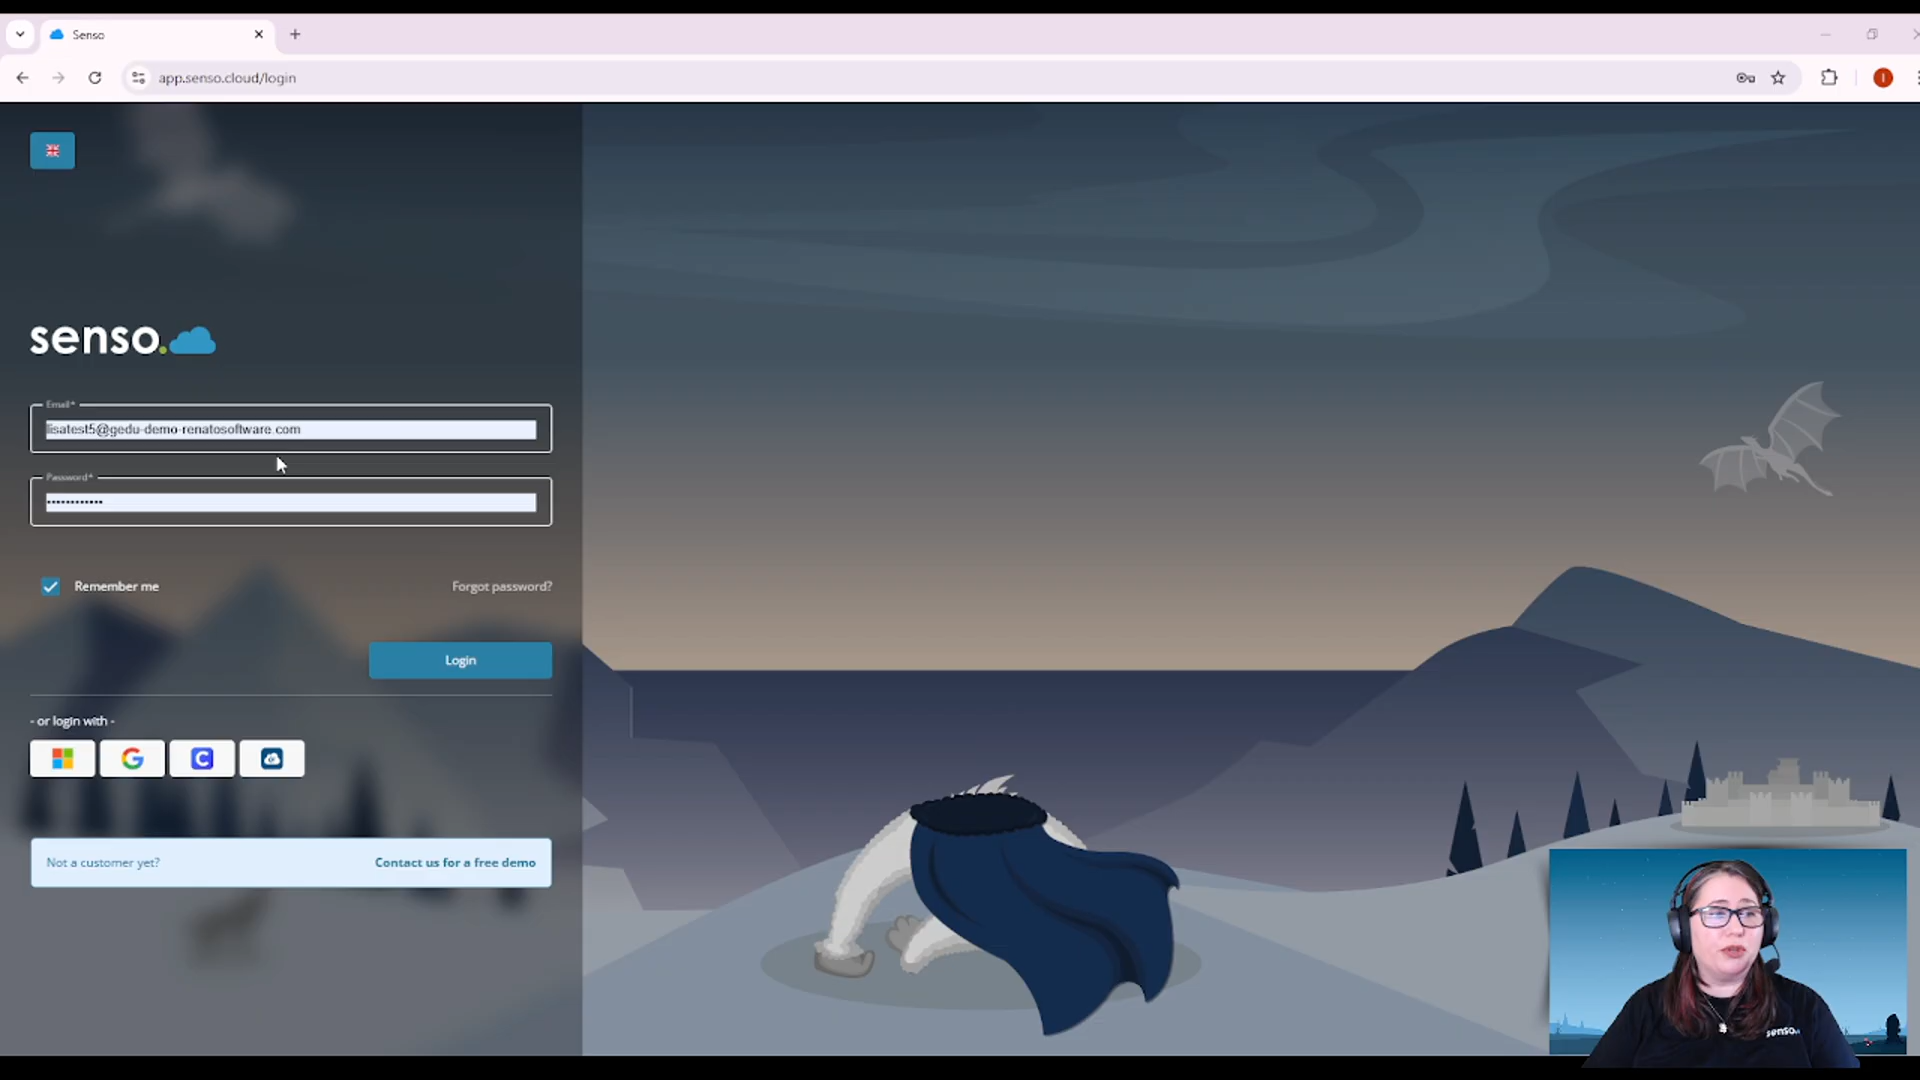 Senso
app.senso.cloud/login
senso.
Email*
lisatest5@gedu-demo-renatosoftware.com
Password*
••••••••••••
Remember me
Forgot password?
Login
- or login with -
Not a customer yet?
Contact us for a free demo
senso